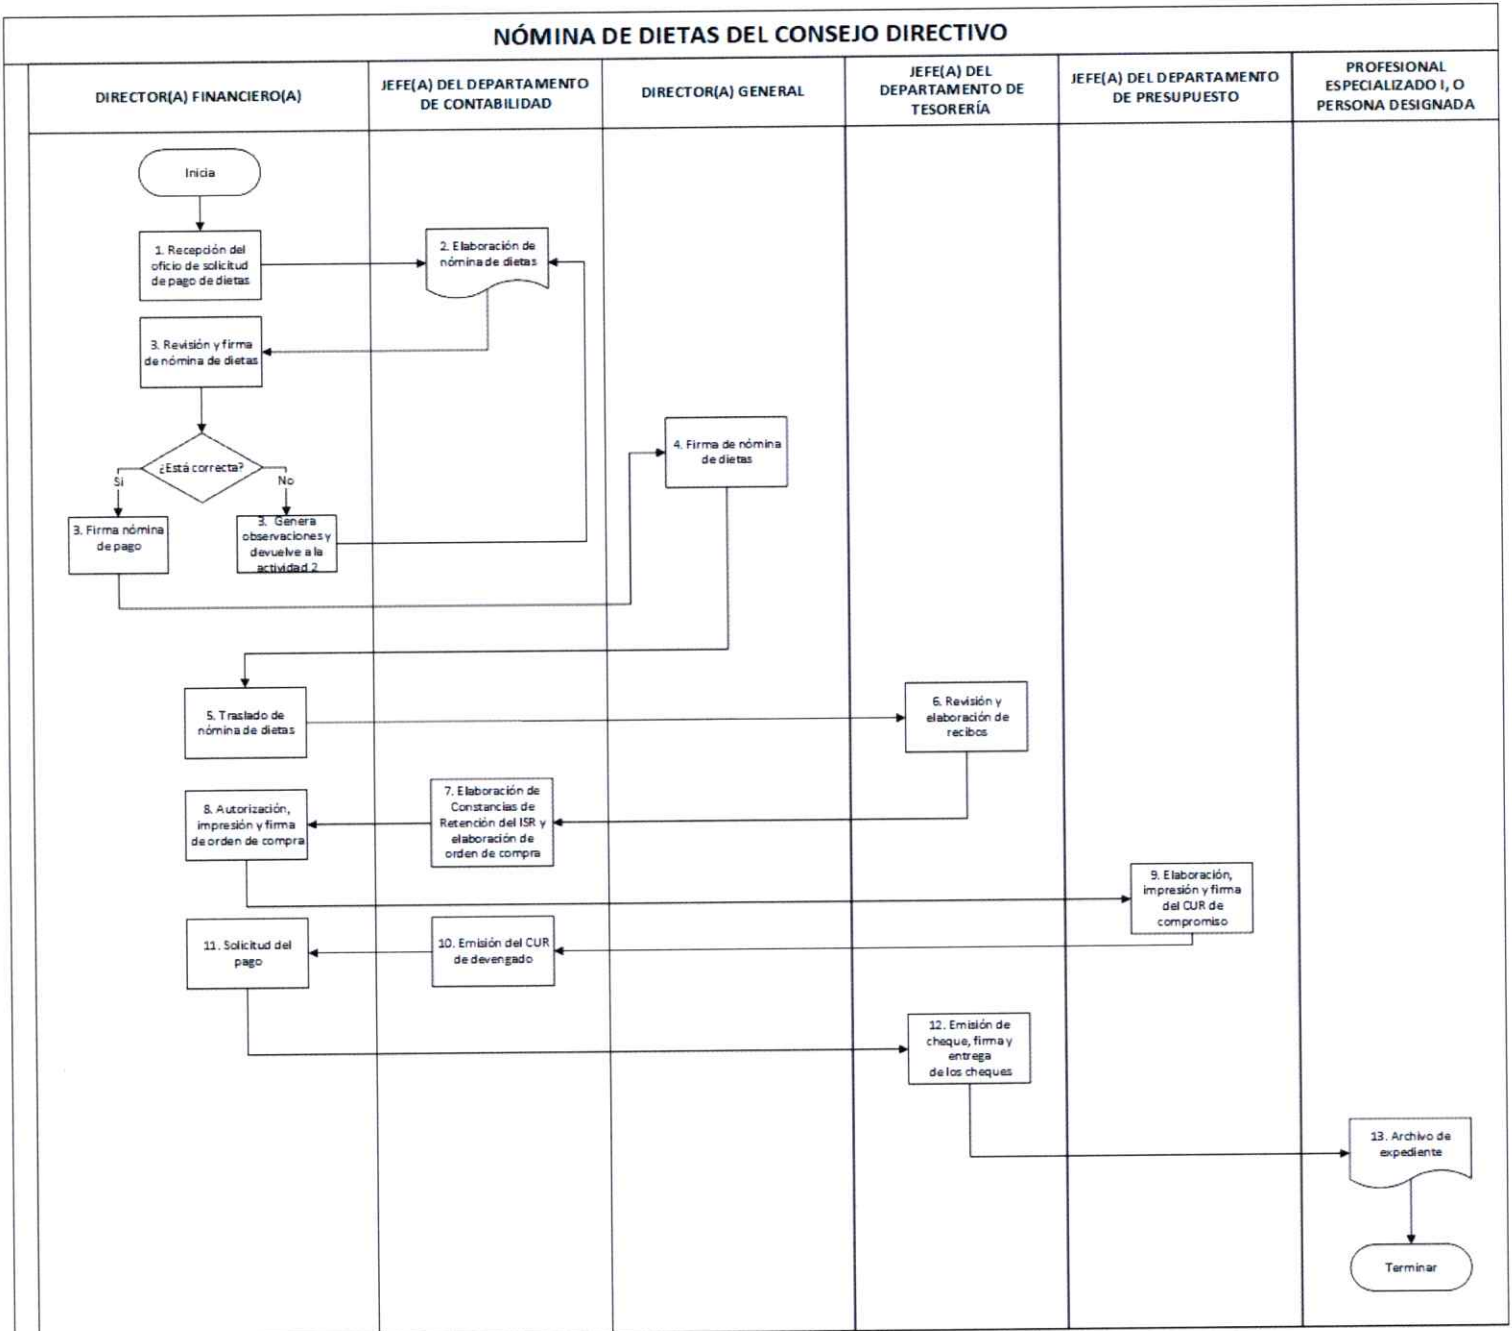 NÓMINA DE DIETAS DEL CONSEJO DIRECTIVO
DIRECTOR(A) FINANCIERO(A)
JEFE(A) DEL DEPARTAMENTO
DE CONTABILIDAD
DIRECTOR(A) GENERAL
JEFE(A) DEL
DEPARTAMENTO DE
TESORERÍA
JEFE(A) DEL DEPARTAMENTO
DE PRESUPUESTO
PROFESIONAL
ESPECIALIZADO I, O
PERSONA DESIGNADA
Inicia
1. Recepción del
oficio de solicitud
de pago de dietas
2. Elaboración de
nómina de dietas
3. Revisión y firma
de nómina de dietas
¿Está correcta?
Si
No
3. Firma nómina
de pago
3. Genera
observaciones y
devuelve a la
actividad 2
4. Firma de nómina
de dietas
5. Traslado de
nómina de dietas
6. Revisión y
elaboración de
recibos
7. Elaboración de
Constancias de
Retención del ISR y
elaboración de
orden de compra
8. Autorización,
impresión y firma
de orden de compra
9. Elaboración,
impresión y firma
del CUR de
compromiso
10. Emisión del CUR
de devengado
11. Solicitud del
pago
12. Emisión de
cheque, firma y
entrega
de los cheques
13. Archivo de
expediente
Terminar